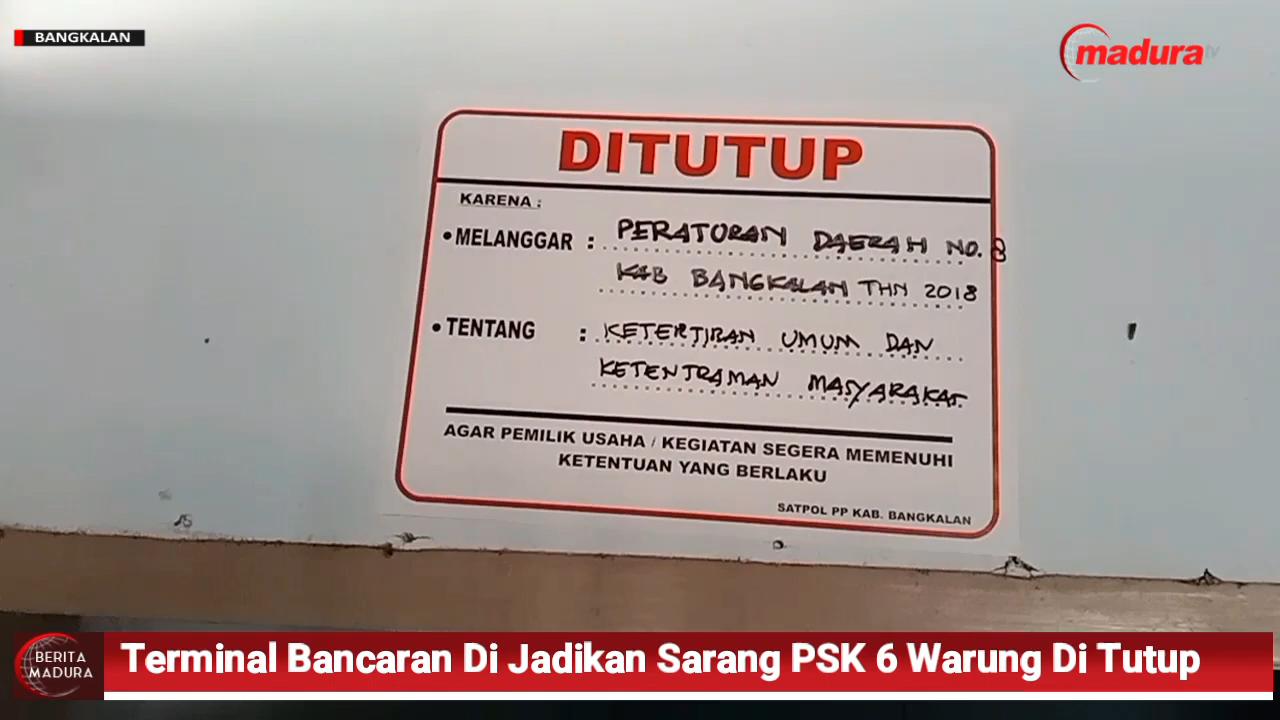 BANGKALAN
madura tv
DITUTUP
KARENA :
• MELANGGAR : PERATURAN DAERAH NO. 8
KAB BANGKALAN THN 2018
• TENTANG : KETERTIBAN UMUM DAN
KETENTRAMAN MASYARAKAT
AGAR PEMILIK USAHA / KEGIATAN SEGERA MEMENUHI
KETENTUAN YANG BERLAKU
SATPOL PP KAB. BANGKALAN
BERITA
MADURA
Terminal Bancaran Di Jadikan Sarang PSK 6 Warung Di Tutup